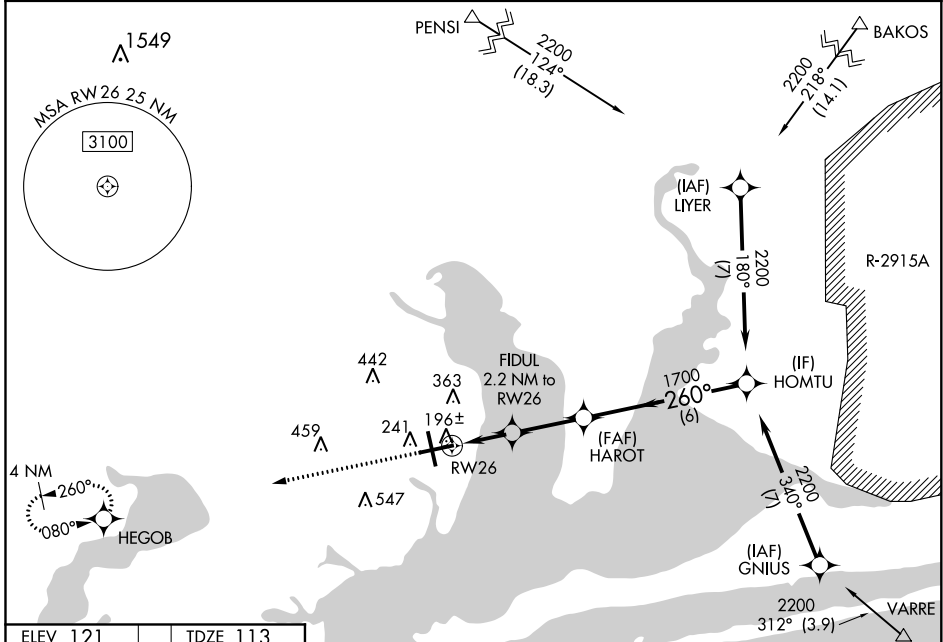 1549
MSA RW26 25 NM
3100
PENSI
2200
124°
(18.3)
BAKOS
2200
218°
(14.1)
(IAF)
LIYER
2200
180°
(7)
R-2915A
(IF)
HOMTU
1700
260°
(6)
FIDUL
2.2 NM to
RW26
(FAF)
HAROT
442
363
196±
241
459
RW26
547
4 NM
260°
080°
HEGOB
2200
340°
(7)
(IAF)
GNIUS
2200
312° (3.9)
VARRE
ELEV 121
TDZE 113